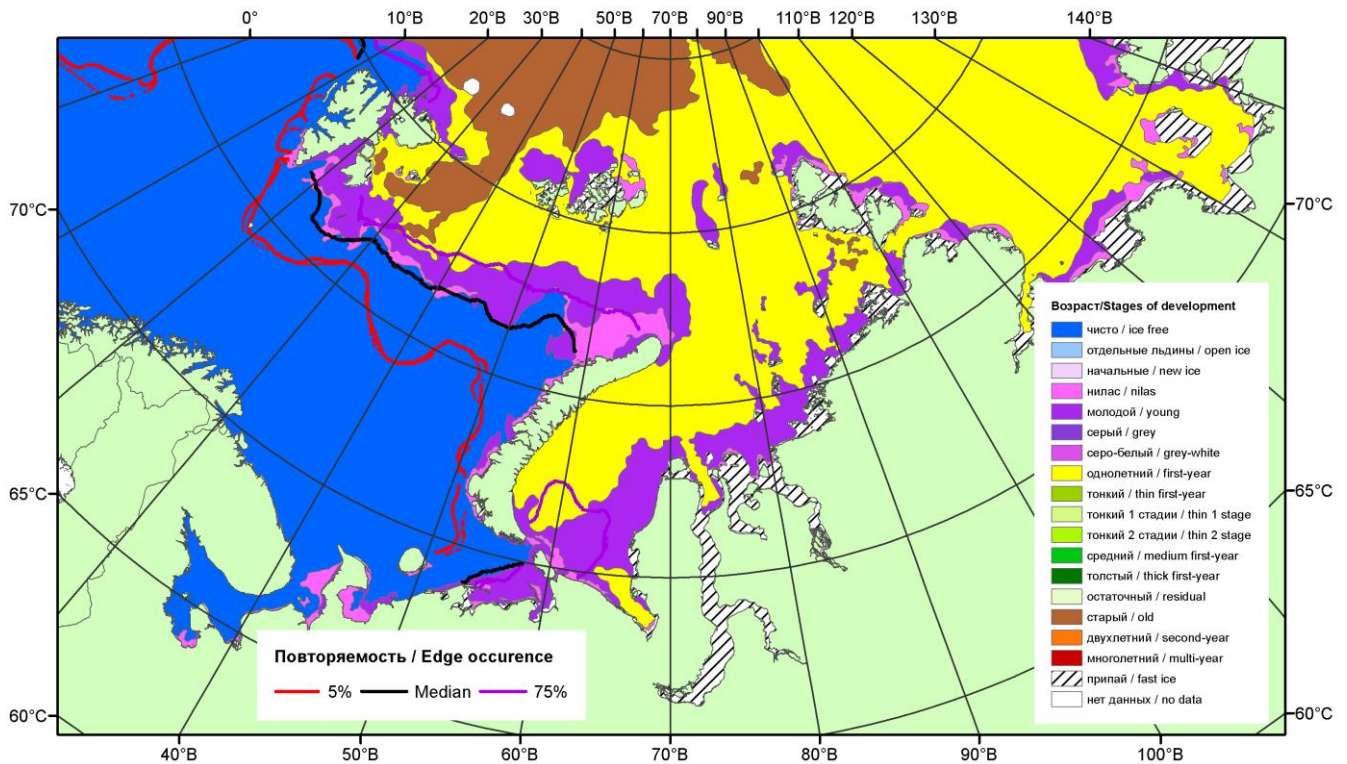 0° 10°В 20°В 30°В 50°В 70°В 90°В 110°В 120°В 130°В 140°В
70°С 70°С
Возраст/Stages of development
чисто / ice free
отдельные льдины / open ice
начальные / new ice
нилас / nilas
молодой / young
серый / grey
серо-белый / grey-white
однолетний / first-year
тонкий / thin first-year
тонкий 1 стадии / thin 1 stage
тонкий 2 стадии / thin 2 stage
средний / medium first-year
толстый / thick first-year
остаточный / residual
старый / old
двухлетний / second-year
многолетний / multi-year
припай / fast ice
нет данных / no data
65°С 65°С
Повторяемость / Edge occurence
5% Median 75%
60°С 60°С
40°В 50°В 60°В 70°В 80°В 90°В 100°В